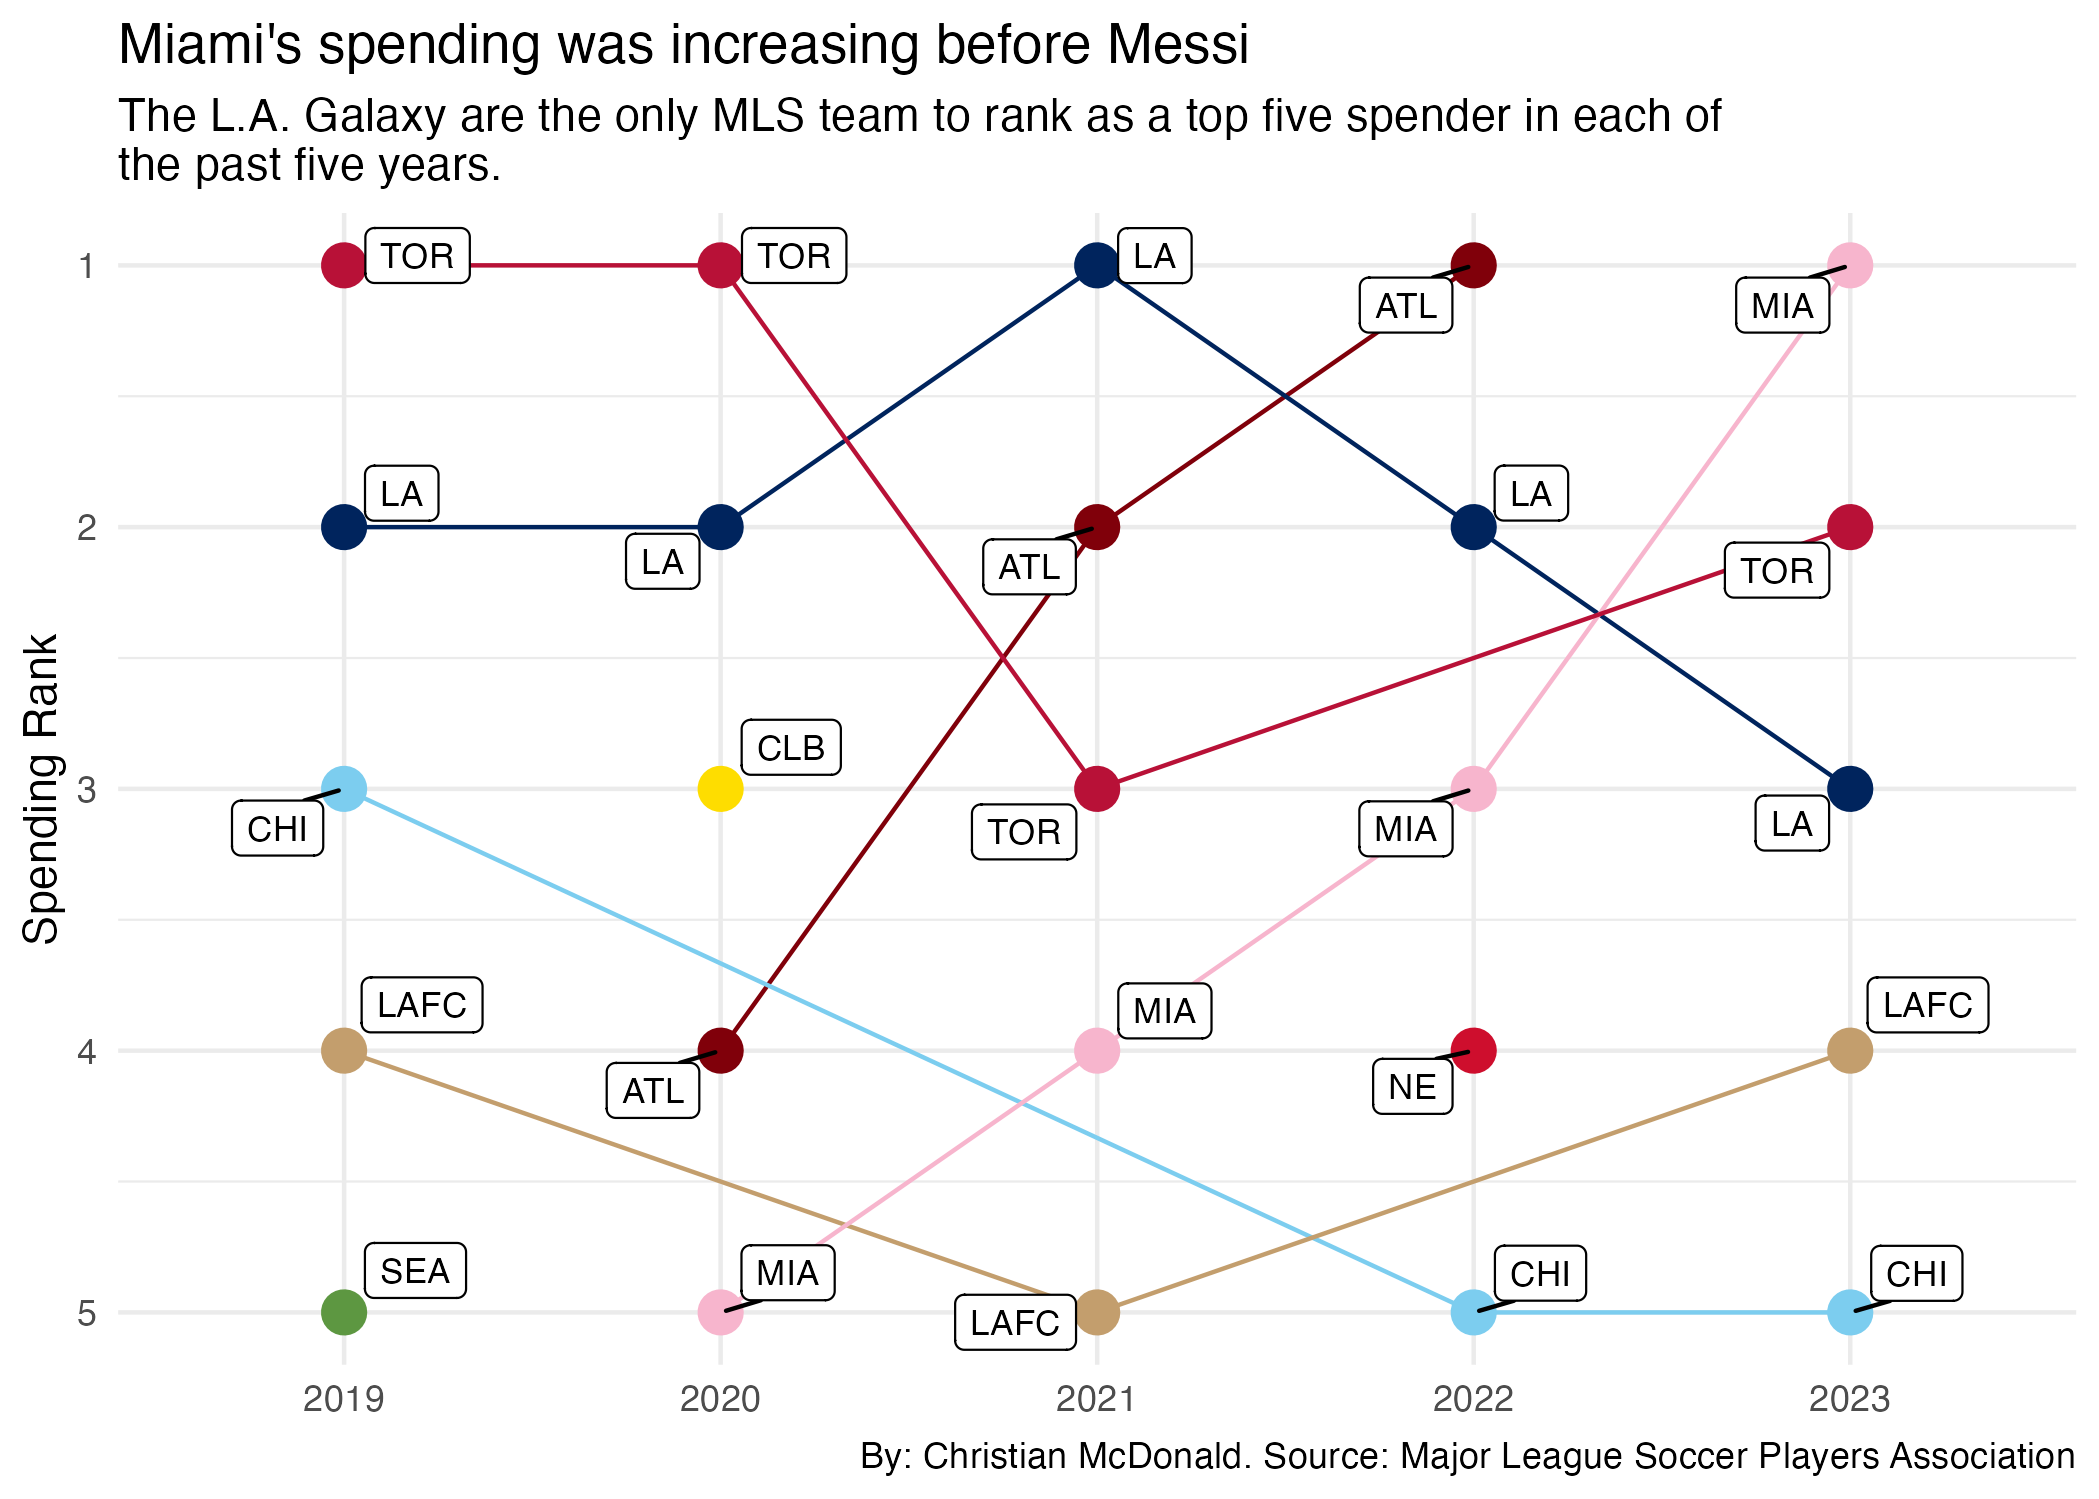 Miami's spending was increasing before Messi
The L.A. Galaxy are the only MLS team to rank as a top five spender in each of
the past five years.
Spending Rank
1
TOR
TOR
LA
ATL
MIA
2
LA
LA
ATL
LA
TOR
3
CHI
CLB
TOR
MIA
LA
4
LAFC
ATL
MIA
NE
LAFC
5
SEA
MIA
LAFC
CHI
CHI
2019
2020
2021
2022
2023
By: Christian McDonald. Source: Major League Soccer Players Association